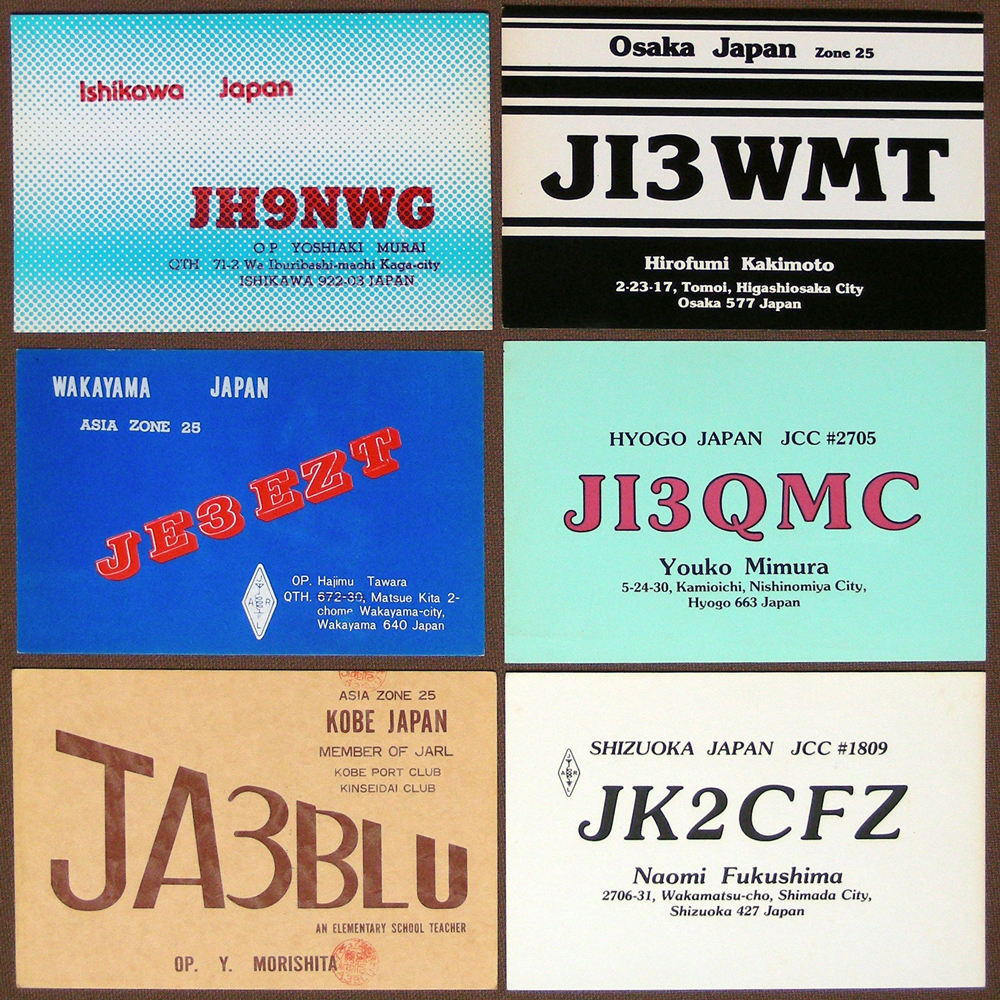 Ishikawa Japan
JH9NWG
OP YOSHIAKI MURAI
QTH 71-2 Wa Iburibashi-machi Kaga-city
ISHIKAWA 922-03 JAPAN
Osaka Japan Zone 25
JI3WMT
Hirofumi Kakimoto
2-23-17, Tomoi, Higashiosaka City
Osaka 577 Japan
WAKAYAMA JAPAN
ASIA ZONE 25
JE3EZT
JARL
OP. Hajimu Tawara
QTH. 672-30, Matsue Kita 2-
chome Wakayama-city,
Wakayama 640 Japan
HYOGO JAPAN JCC #2705
JI3QMC
Youko Mimura
5-24-30, Kamioichi, Nishinomiya City,
Hyogo 663 Japan
ASIA ZONE 25
KOBE JAPAN
MEMBER OF JARL
KOBE PORT CLUB
KINSEIDAI CLUB
JA3BLU
AN ELEMENTARY SCHOOL TEACHER
OP. Y. MORISHITA
SHIZUOKA JAPAN JCC #1809
JARL
JK2CFZ
Naomi Fukushima
2706-31, Wakamatsu-cho, Shimada City,
Shizuoka 427 Japan